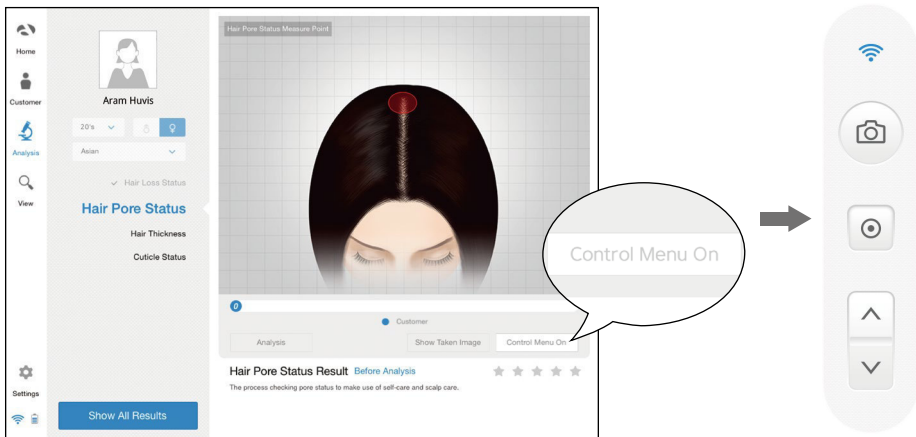 Home
Customer
Analysis
View
Settings
Aram Huvis
20's
Asian
Hair Loss Status
Hair Pore Status
Hair Thickness
Cuticle Status
Show All Results
Hair Pore Status Measure Point
0
Customer
Analysis
Show Taken Image
Control Menu On
Hair Pore Status Result Before Analysis
The process checking pore status to make use of self-care and scalp care.
Control Menu On